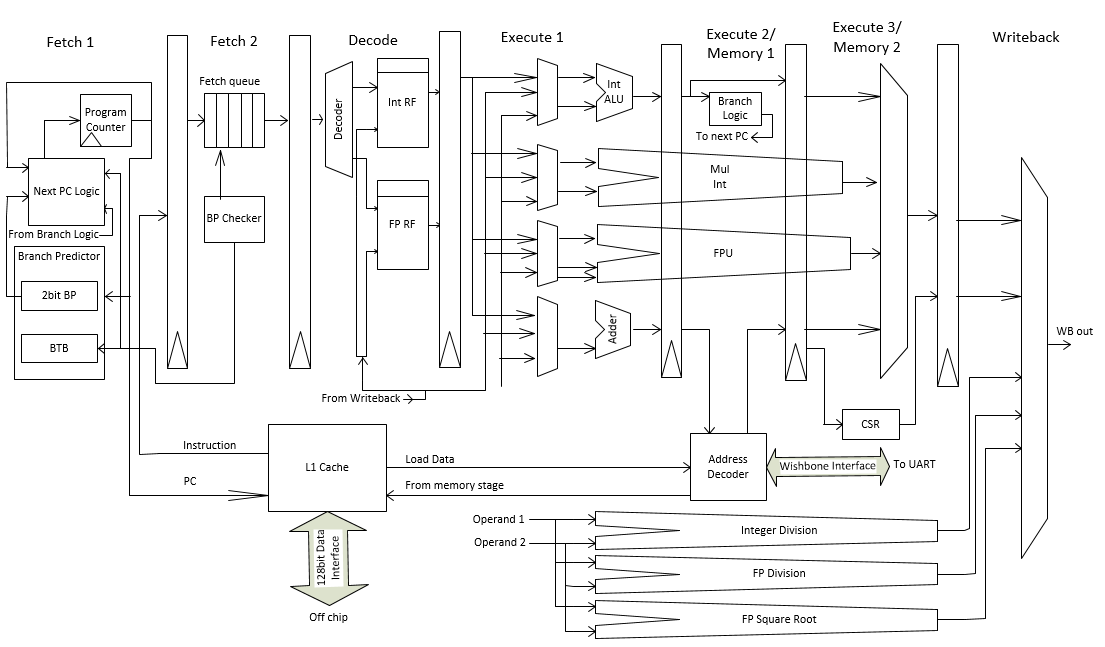 Fetch 1
Fetch 2
Decode
Execute 1
Execute 2/
Memory 1
Execute 3/
Memory 2
Writeback
Fetch queue
Program
Counter
Next PC Logic
From Branch Logic
Branch Predictor
2bit BP
BTB
BP Checker
Decoder
Int RF
FP RF
Int
ALU
Branch
Logic
To next PC
Mul
Int
FPU
Adder
From Writeback
WB out
CSR
Instruction
PC
L1 Cache
Load Data
From memory stage
Address
Decoder
Wishbone Interface
To UART
128bit Data
Interface
Off chip
Operand 1
Operand 2
Integer Division
FP Division
FP Square Root